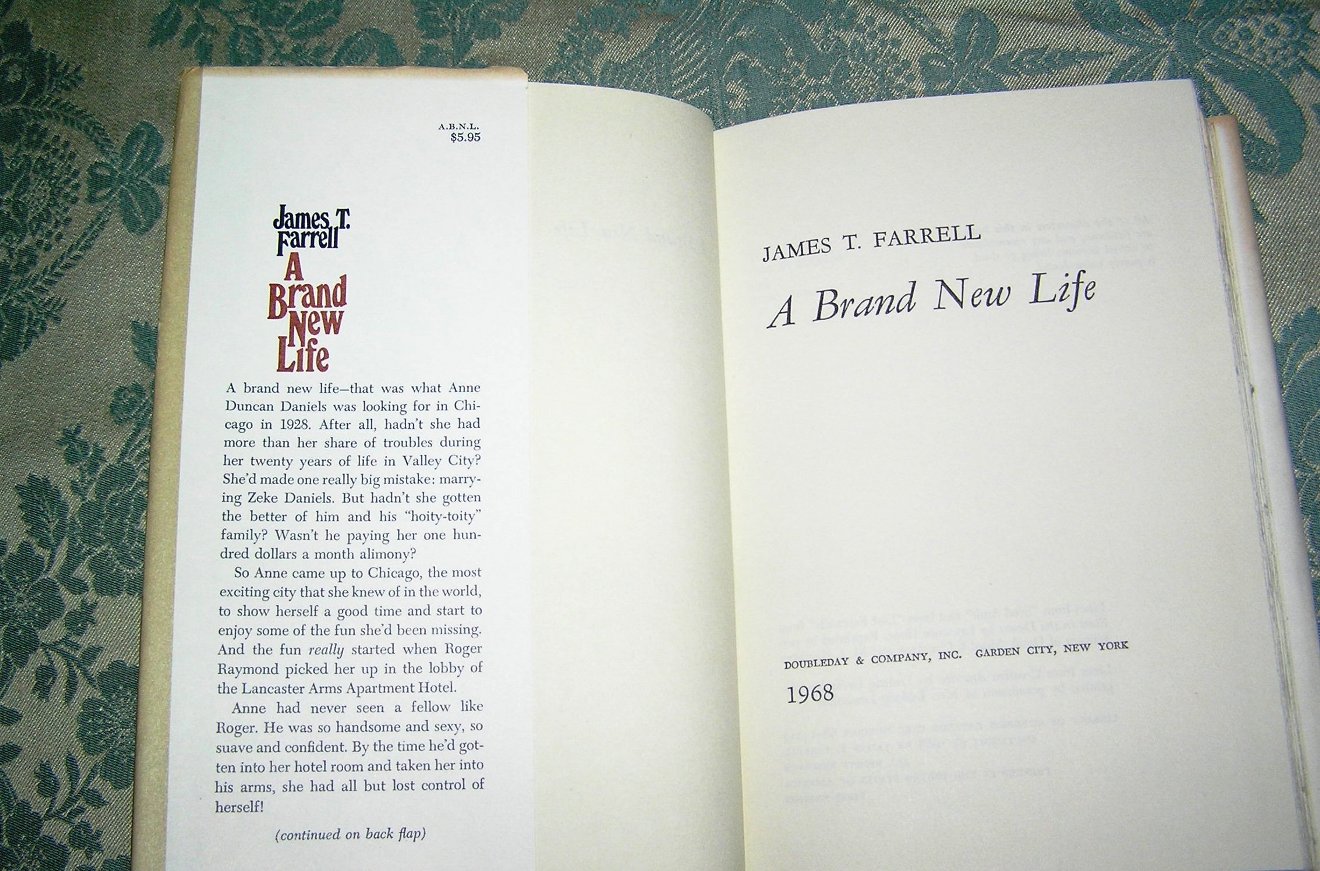 A.B.N.L.
$5.95
James T.
Farrell
A
Brand
New
Life
A brand new life—that was what Anne
Duncan Daniels was looking for in Chi-
cago in 1928. After all, hadn't she had
more than her share of troubles during
her twenty years of life in Valley City?
She'd made one really big mistake: marry-
ing Zeke Daniels. But hadn't she gotten
the better of him and his “hoity-toity”
family? Wasn't he paying her one hun-
dred dollars a month alimony?
So Anne came up to Chicago, the most
exciting city that she knew of in the world,
to show herself a good time and start to
enjoy some of the fun she'd been missing.
And the fun really started when Roger
Raymond picked her up in the lobby of
the Lancaster Arms Apartment Hotel.
Anne had never seen a fellow like
Roger. He was so handsome and sexy, so
suave and confident. By the time he'd got-
ten into her hotel room and taken her into
his arms, she had all but lost control of
herself!
(continued on back flap)
JAMES T. FARRELL
A Brand New Life
DOUBLEDAY & COMPANY, INC. GARDEN CITY, NEW YORK
1968